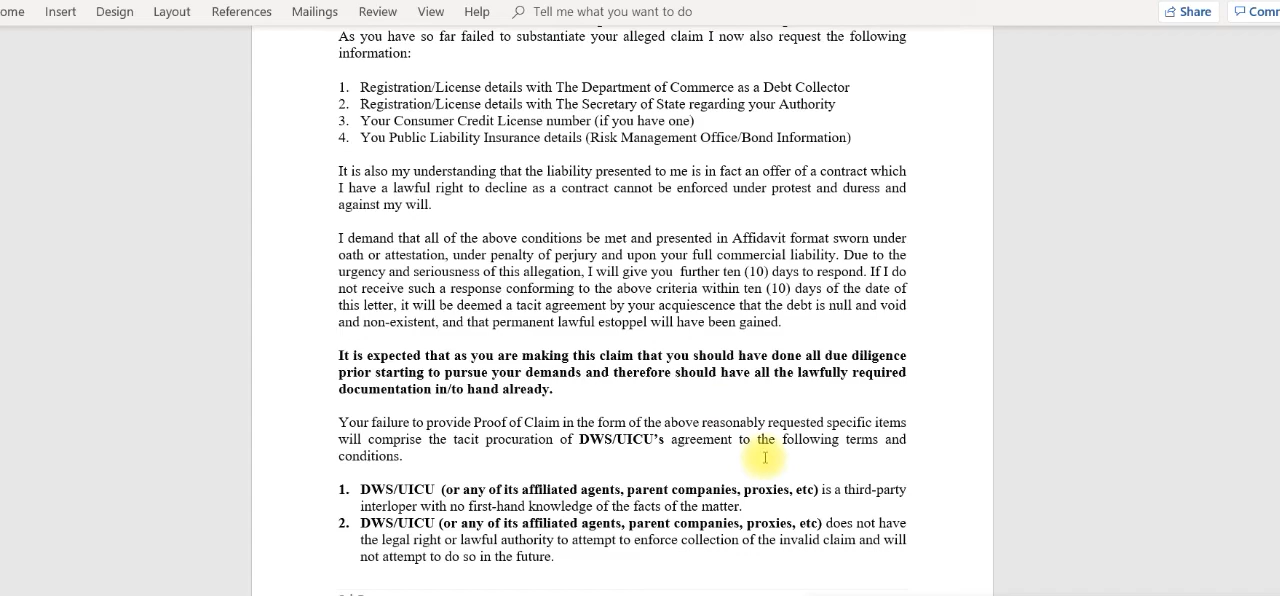 ome Insert Design Layout References Mailings Review View Help Tell me what you want to do Share Comm
As you have so far failed to substantiate your alleged claim I now also request the following
information:
1. Registration/License details with The Department of Commerce as a Debt Collector
2. Registration/License details with The Secretary of State regarding your Authority
3. Your Consumer Credit License number (if you have one)
4. You Public Liability Insurance details (Risk Management Office/Bond Information)
It is also my understanding that the liability presented to me is in fact an offer of a contract which
I have a lawful right to decline as a contract cannot be enforced under protest and duress and
against my will.
I demand that all of the above conditions be met and presented in Affidavit format sworn under
oath or attestation, under penalty of perjury and upon your full commercial liability. Due to the
urgency and seriousness of this allegation, I will give you further ten (10) days to respond. If I do
not receive such a response conforming to the above criteria within ten (10) days of the date of
this letter, it will be deemed a tacit agreement by your acquiescence that the debt is null and void
and non-existent, and that permanent lawful estoppel will have been gained.
It is expected that as you are making this claim that you should have done all due diligence
prior starting to pursue your demands and therefore should have all the lawfully required
documentation in/to hand already.
Your failure to provide Proof of Claim in the form of the above reasonably requested specific items
will comprise the tacit procuration of DWS/UICU's agreement to the following terms and
conditions.
1. DWS/UICU (or any of its affiliated agents, parent companies, proxies, etc) is a third-party
interloper with no first-hand knowledge of the facts of the matter.
2. DWS/UICU (or any of its affiliated agents, parent companies, proxies, etc) does not have
the legal right or lawful authority to attempt to enforce collection of the invalid claim and will
not attempt to do so in the future.